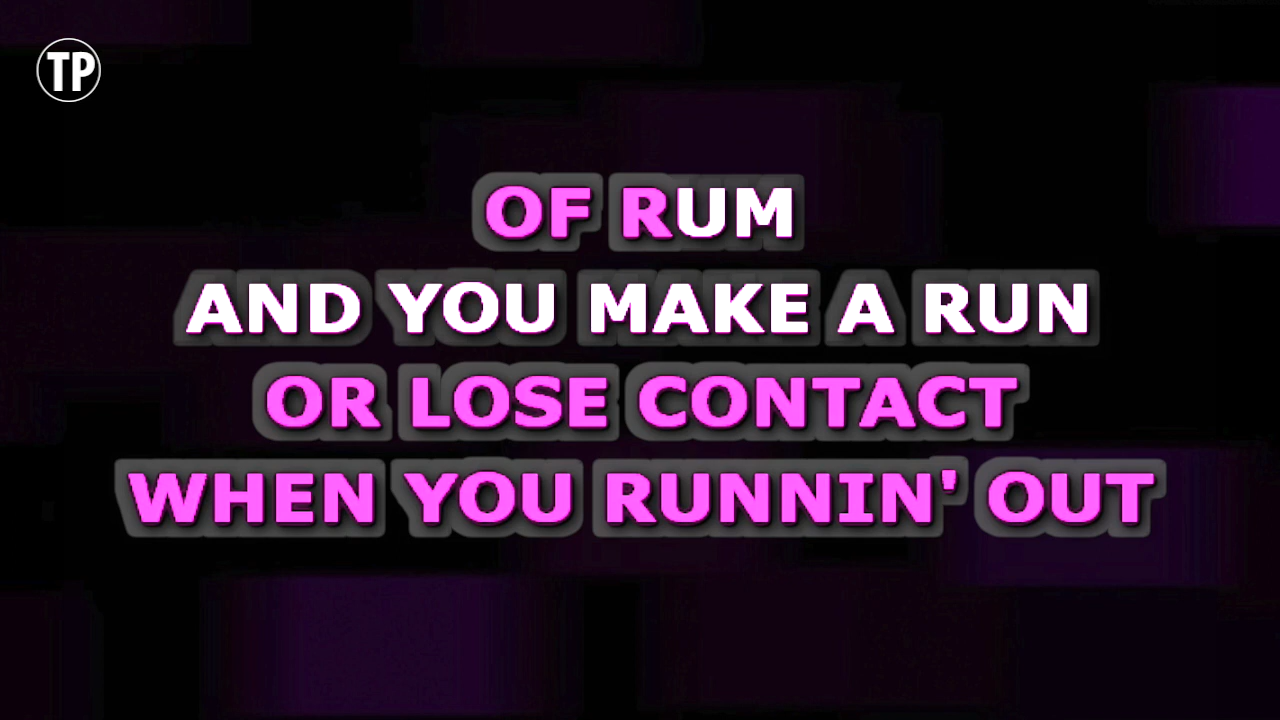 TP
OF RUM
AND YOU MAKE A RUN
OR LOSE CONTACT
WHEN YOU RUNNIN' OUT